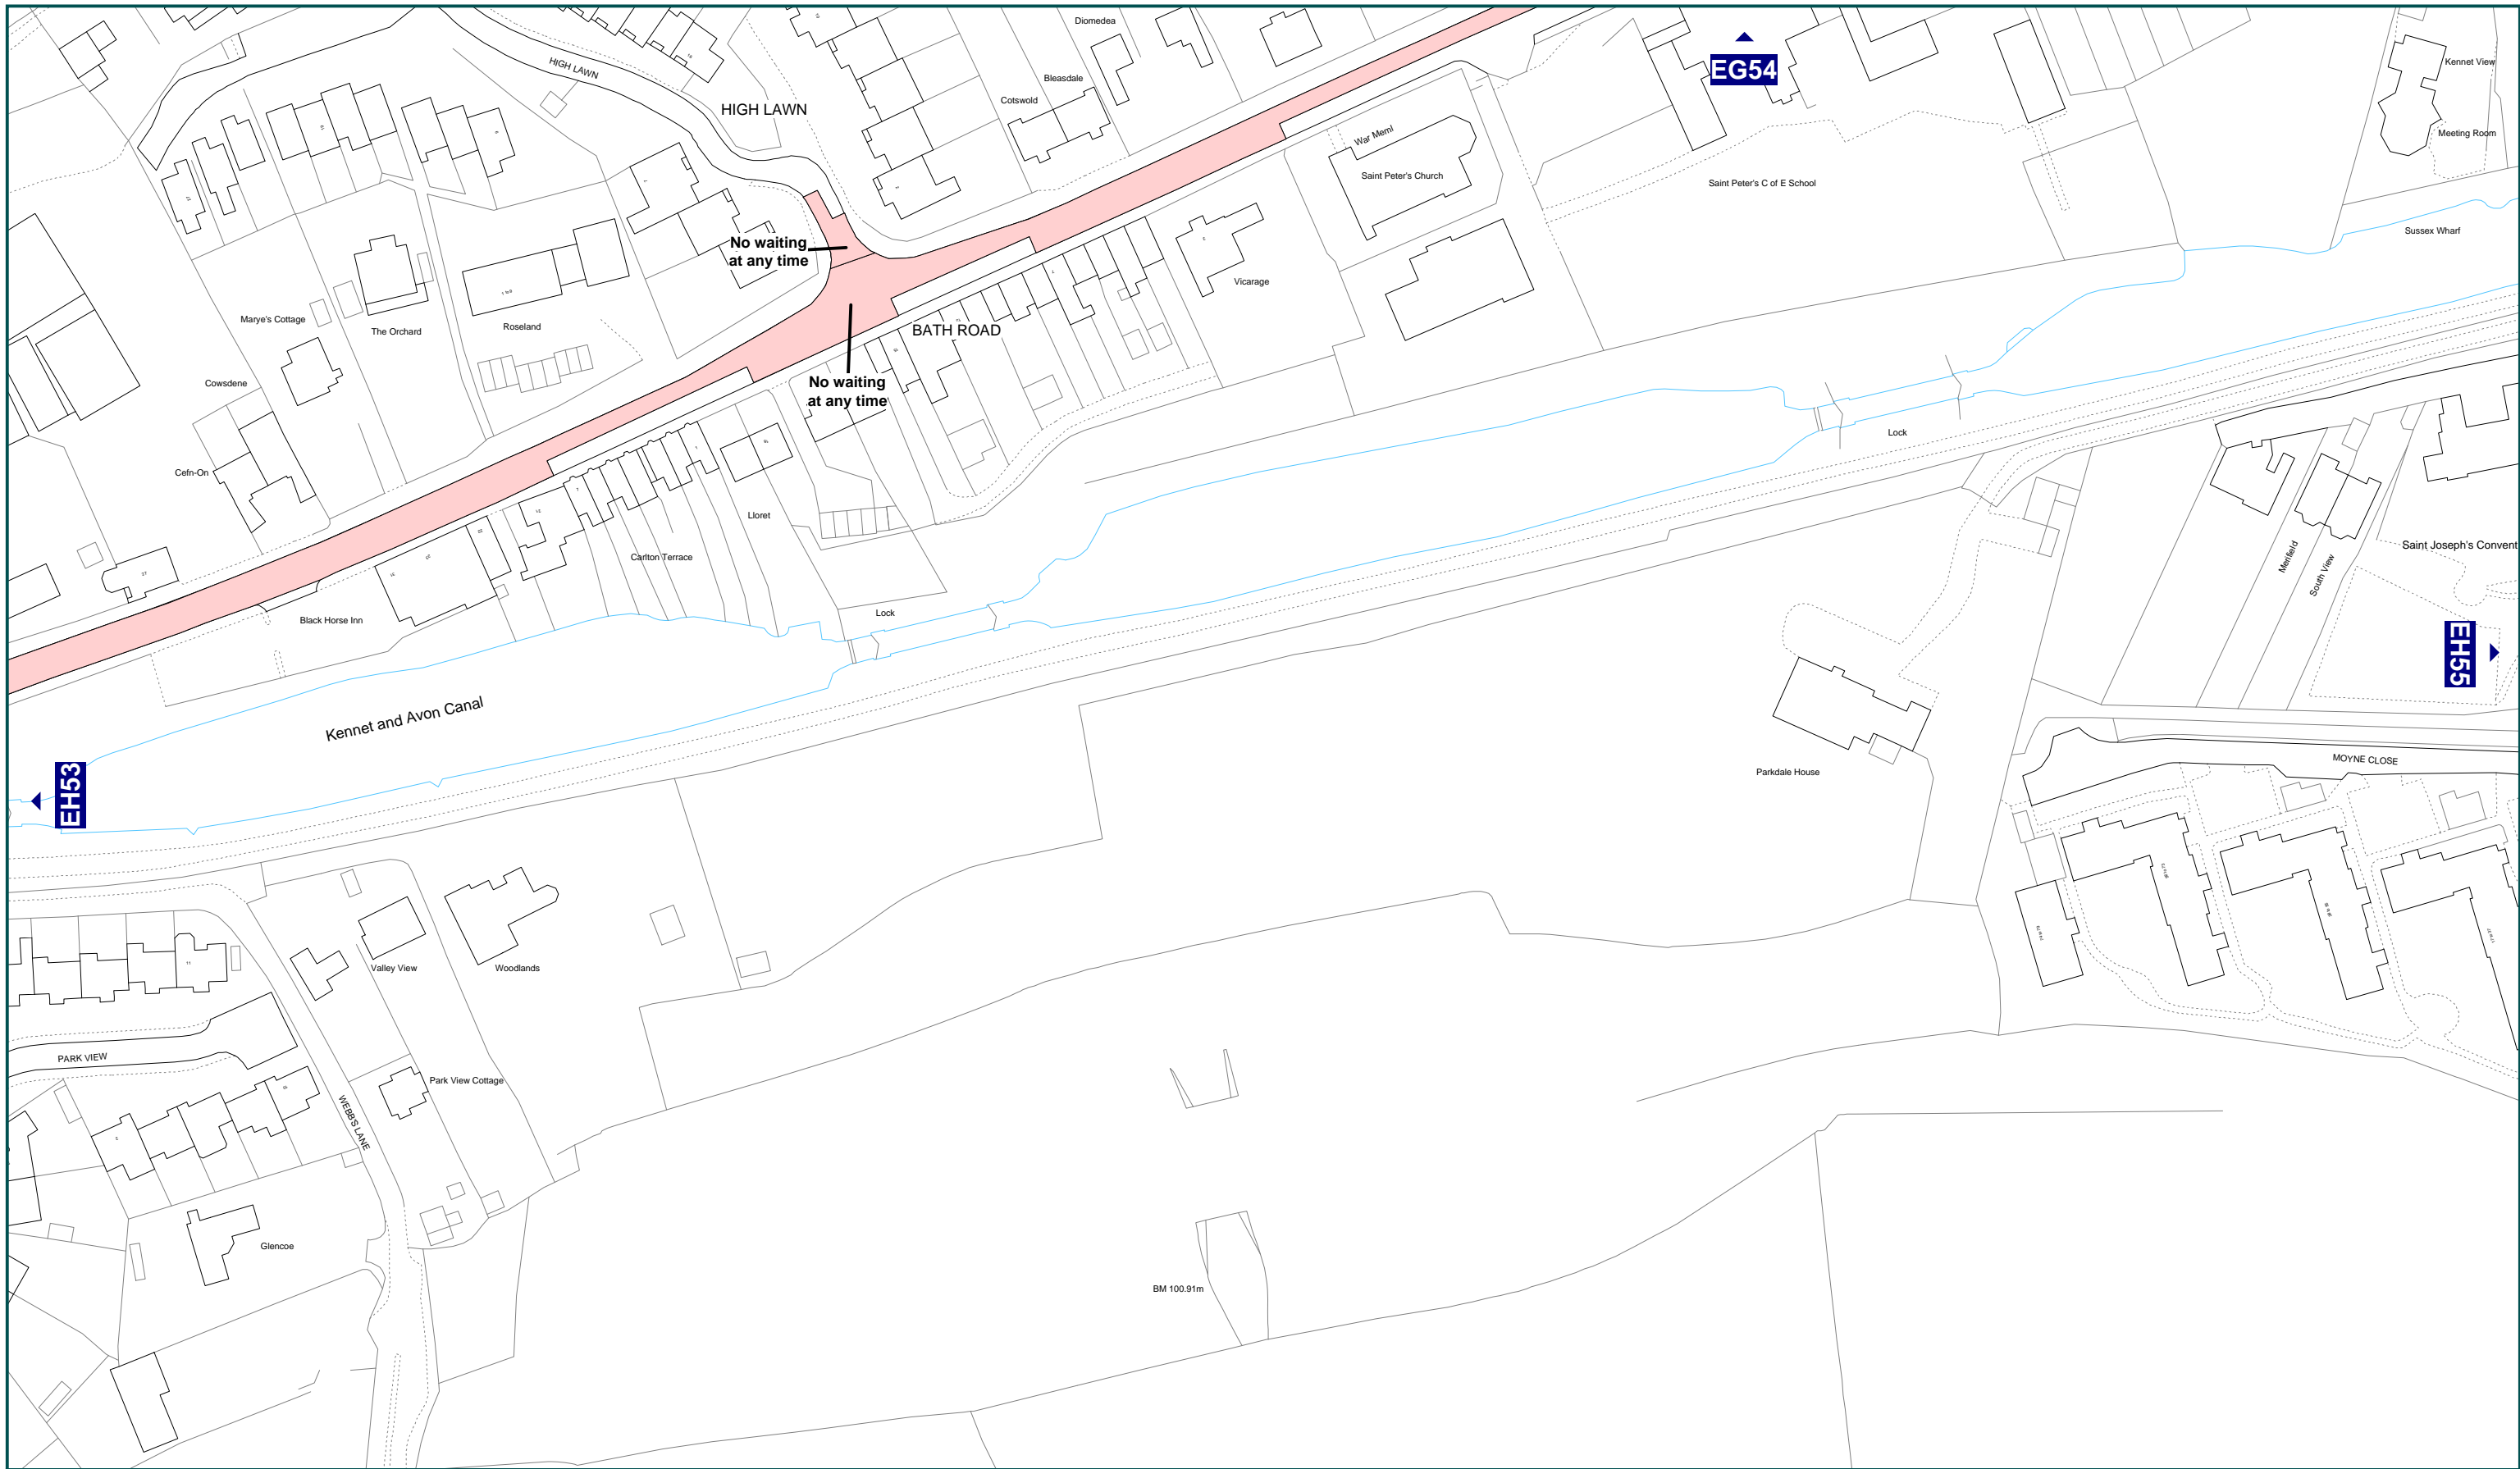 Diomedea
EG54
Kennet View
HIGH LAWN
Bleasdale
Cotswold
HIGH LAWN
War Meml
Meeting Room
Saint Peter's Church
Saint Peter's C of E School
Sussex Wharf
No waiting
at any time
Vicarage
Marye's Cottage
The Orchard
Roseland
BATH ROAD
Cowsdene
No waiting
at any time
Lock
Cefn-On
Lloret
Carlton Terrace
Saint Joseph's Convent
Merifield
South View
Lock
Black Horse Inn
EH55
Kennet and Avon Canal
MOYNE CLOSE
Parkdale House
EH53
Valley View
Woodlands
11
PARK VIEW
Park View Cottage
WEBB'S LANE
Glencoe
BM 100.91m